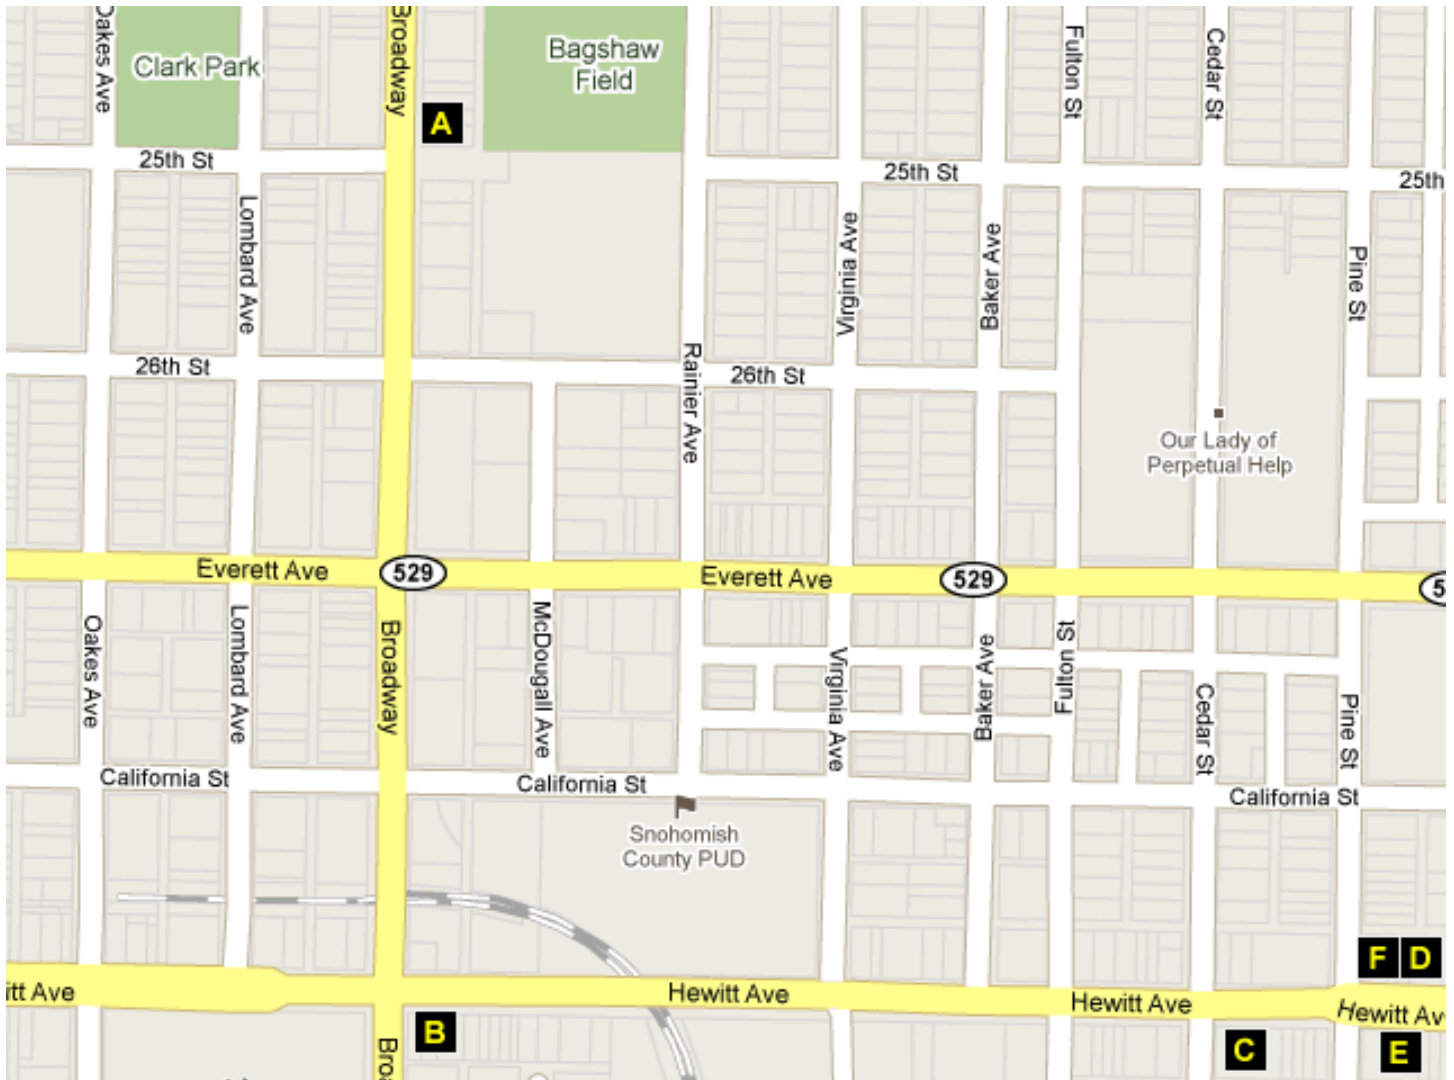 Oakes Ave
Clark Park
Broadway
Bagshaw
Field
Fulton St
Cedar St
A
25th St
25th St
25th
Lombard Ave
Virginia Ave
Baker Ave
Pine St
26th St
Rainier Ave
26th St
Our Lady of
Perpetual Help
Everett Ave
529
Everett Ave
529
5
Oakes Ave
Lombard Ave
Broadway
McDougall Ave
Virginia Ave
Baker Ave
Fulton St
Cedar St
Pine St
California St
California St
California St
Snohomish
County PUD
F
D
itt Ave
Hewitt Ave
Hewitt Ave
Hewitt Av
B
C
E
Broa